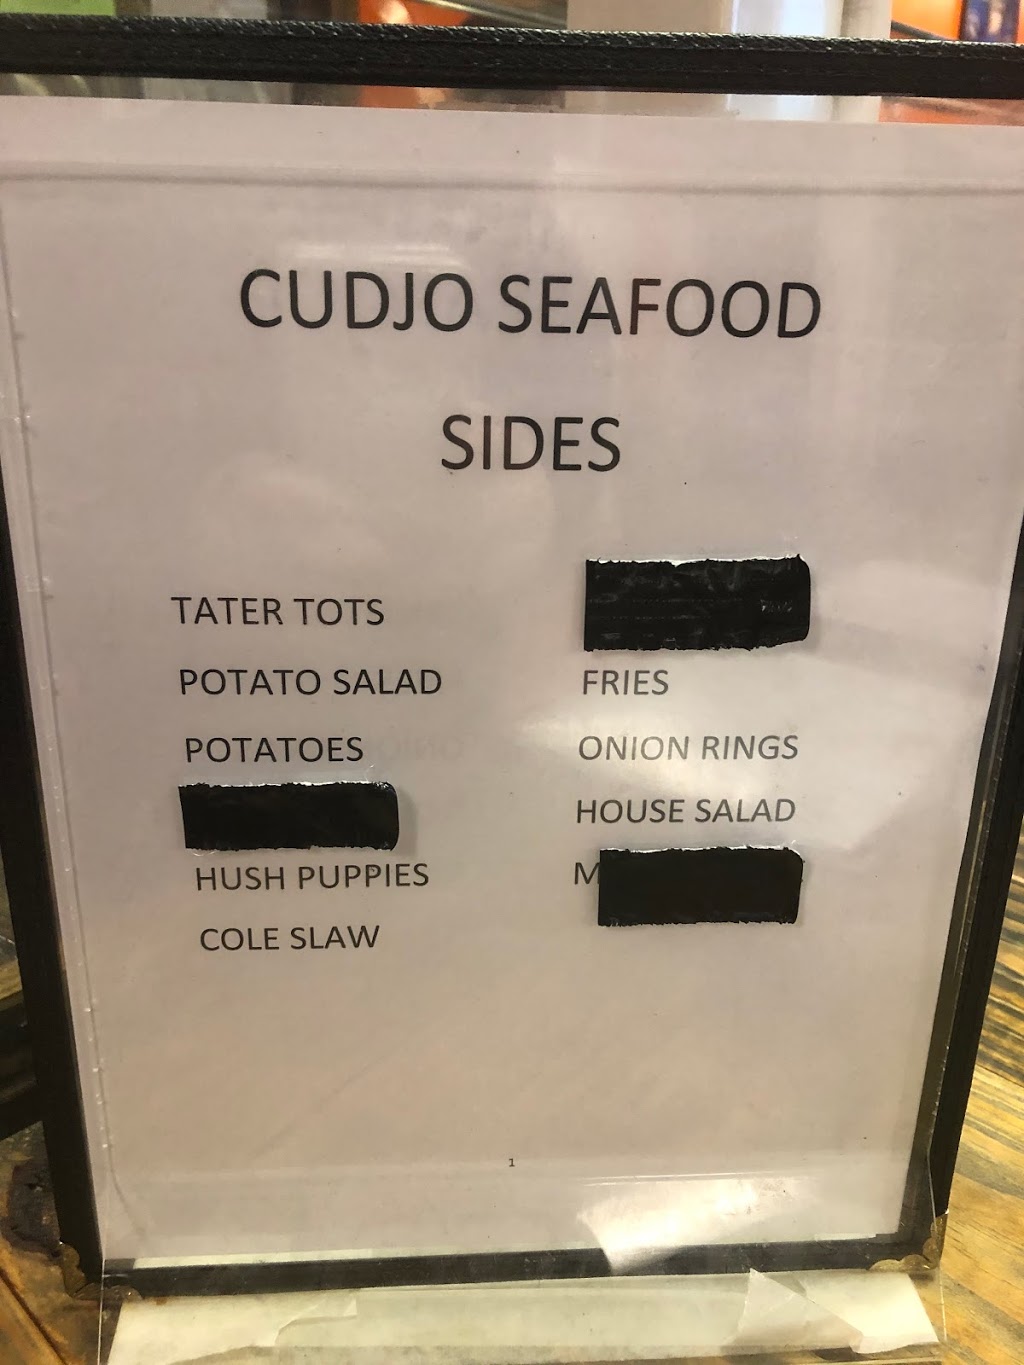 CUDJO SEAFOOD
SIDES
TATER TOTS
POTATO SALAD
POTATOES
HUSH PUPPIES
COLE SLAW
FRIES
ONION RINGS
HOUSE SALAD
M
1